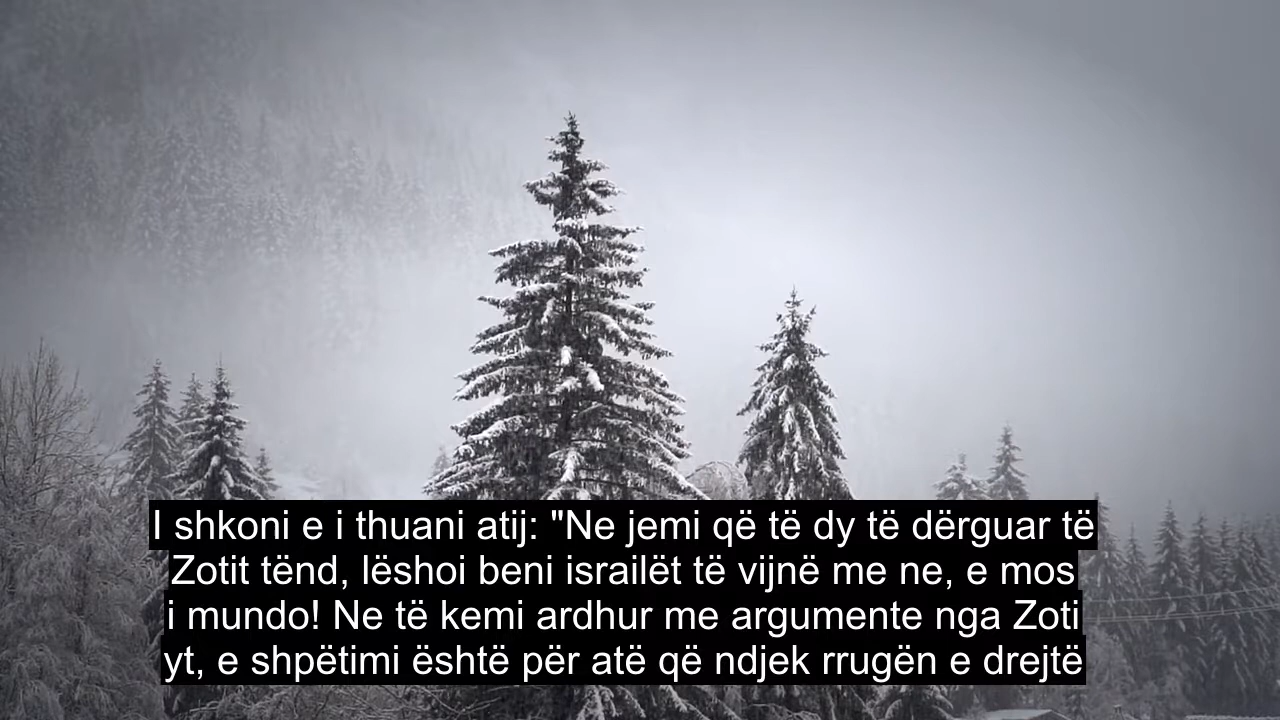 I shkoni e i thuani atij: "Ne jemi që të dy të dërguar të
Zotit tënd, lëshoi beni israilët të vijnë me ne, e mos
i mundo! Ne të kemi ardhur me argumente nga Zoti
yt, e shpëtimi është për atë që ndjek rrugën e drejtë